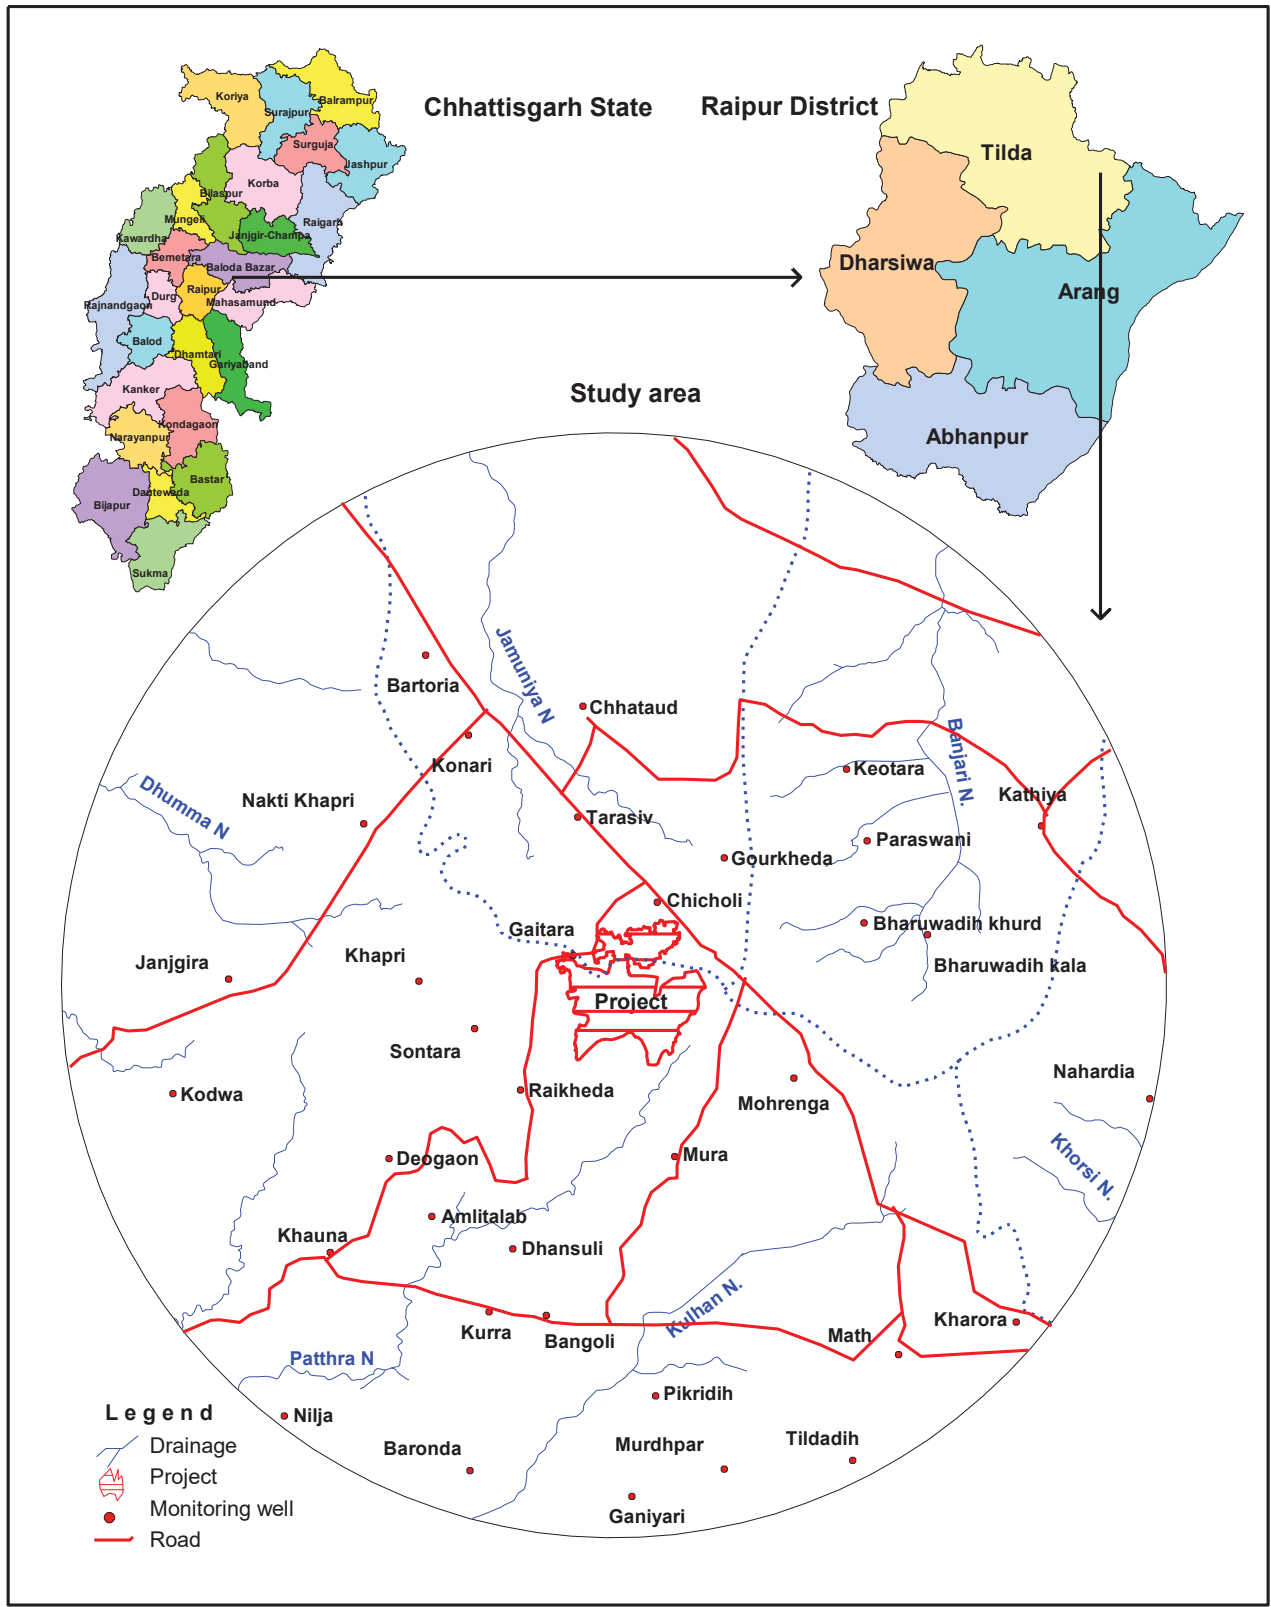 Chhattisgarh State
Raipur District
Koriya
Surajpur
Balrampur
Surguja
Jashpur
Korba
Bilaspur
Mungeli
Raigarh
Kawardha
Janjgir-Champa
Bemetara
Baloda Bazar
Raipur
Durg
Mahasamund
Rajnandgaon
Balod
Dhamtari
Gariyaband
Kanker
Kondagaon
Narayanpur
Bastar
Dantewada
Bijapur
Sukma
Tilda
Dharsiwa
Arang
Abhanpur
Study area
Jamuniya N
Bartoria
Chhataud
Banjari N.
Konari
Keotara
Dhumma N
Nakti Khapri
Kathiya
Tarasiv
Paraswani
Gourkheda
Chicholi
Gaitara
Bharuwadih khurd
Khapri
Janjgira
Bharuwadih kala
Project
Sontara
Nahardia
Kodwa
Raikheda
Mohrenga
Deogaon
Mura
Khorsi N.
Amlitalab
Khauna
Dhansuli
Kulhan N.
Kharora
Kurra
Bangoli
Math
Patthra N
Pikridih
Nilja
Baronda
Murdhpar
Tildadih
Ganiyari
Legend
Drainage
Project
Monitoring well
Road